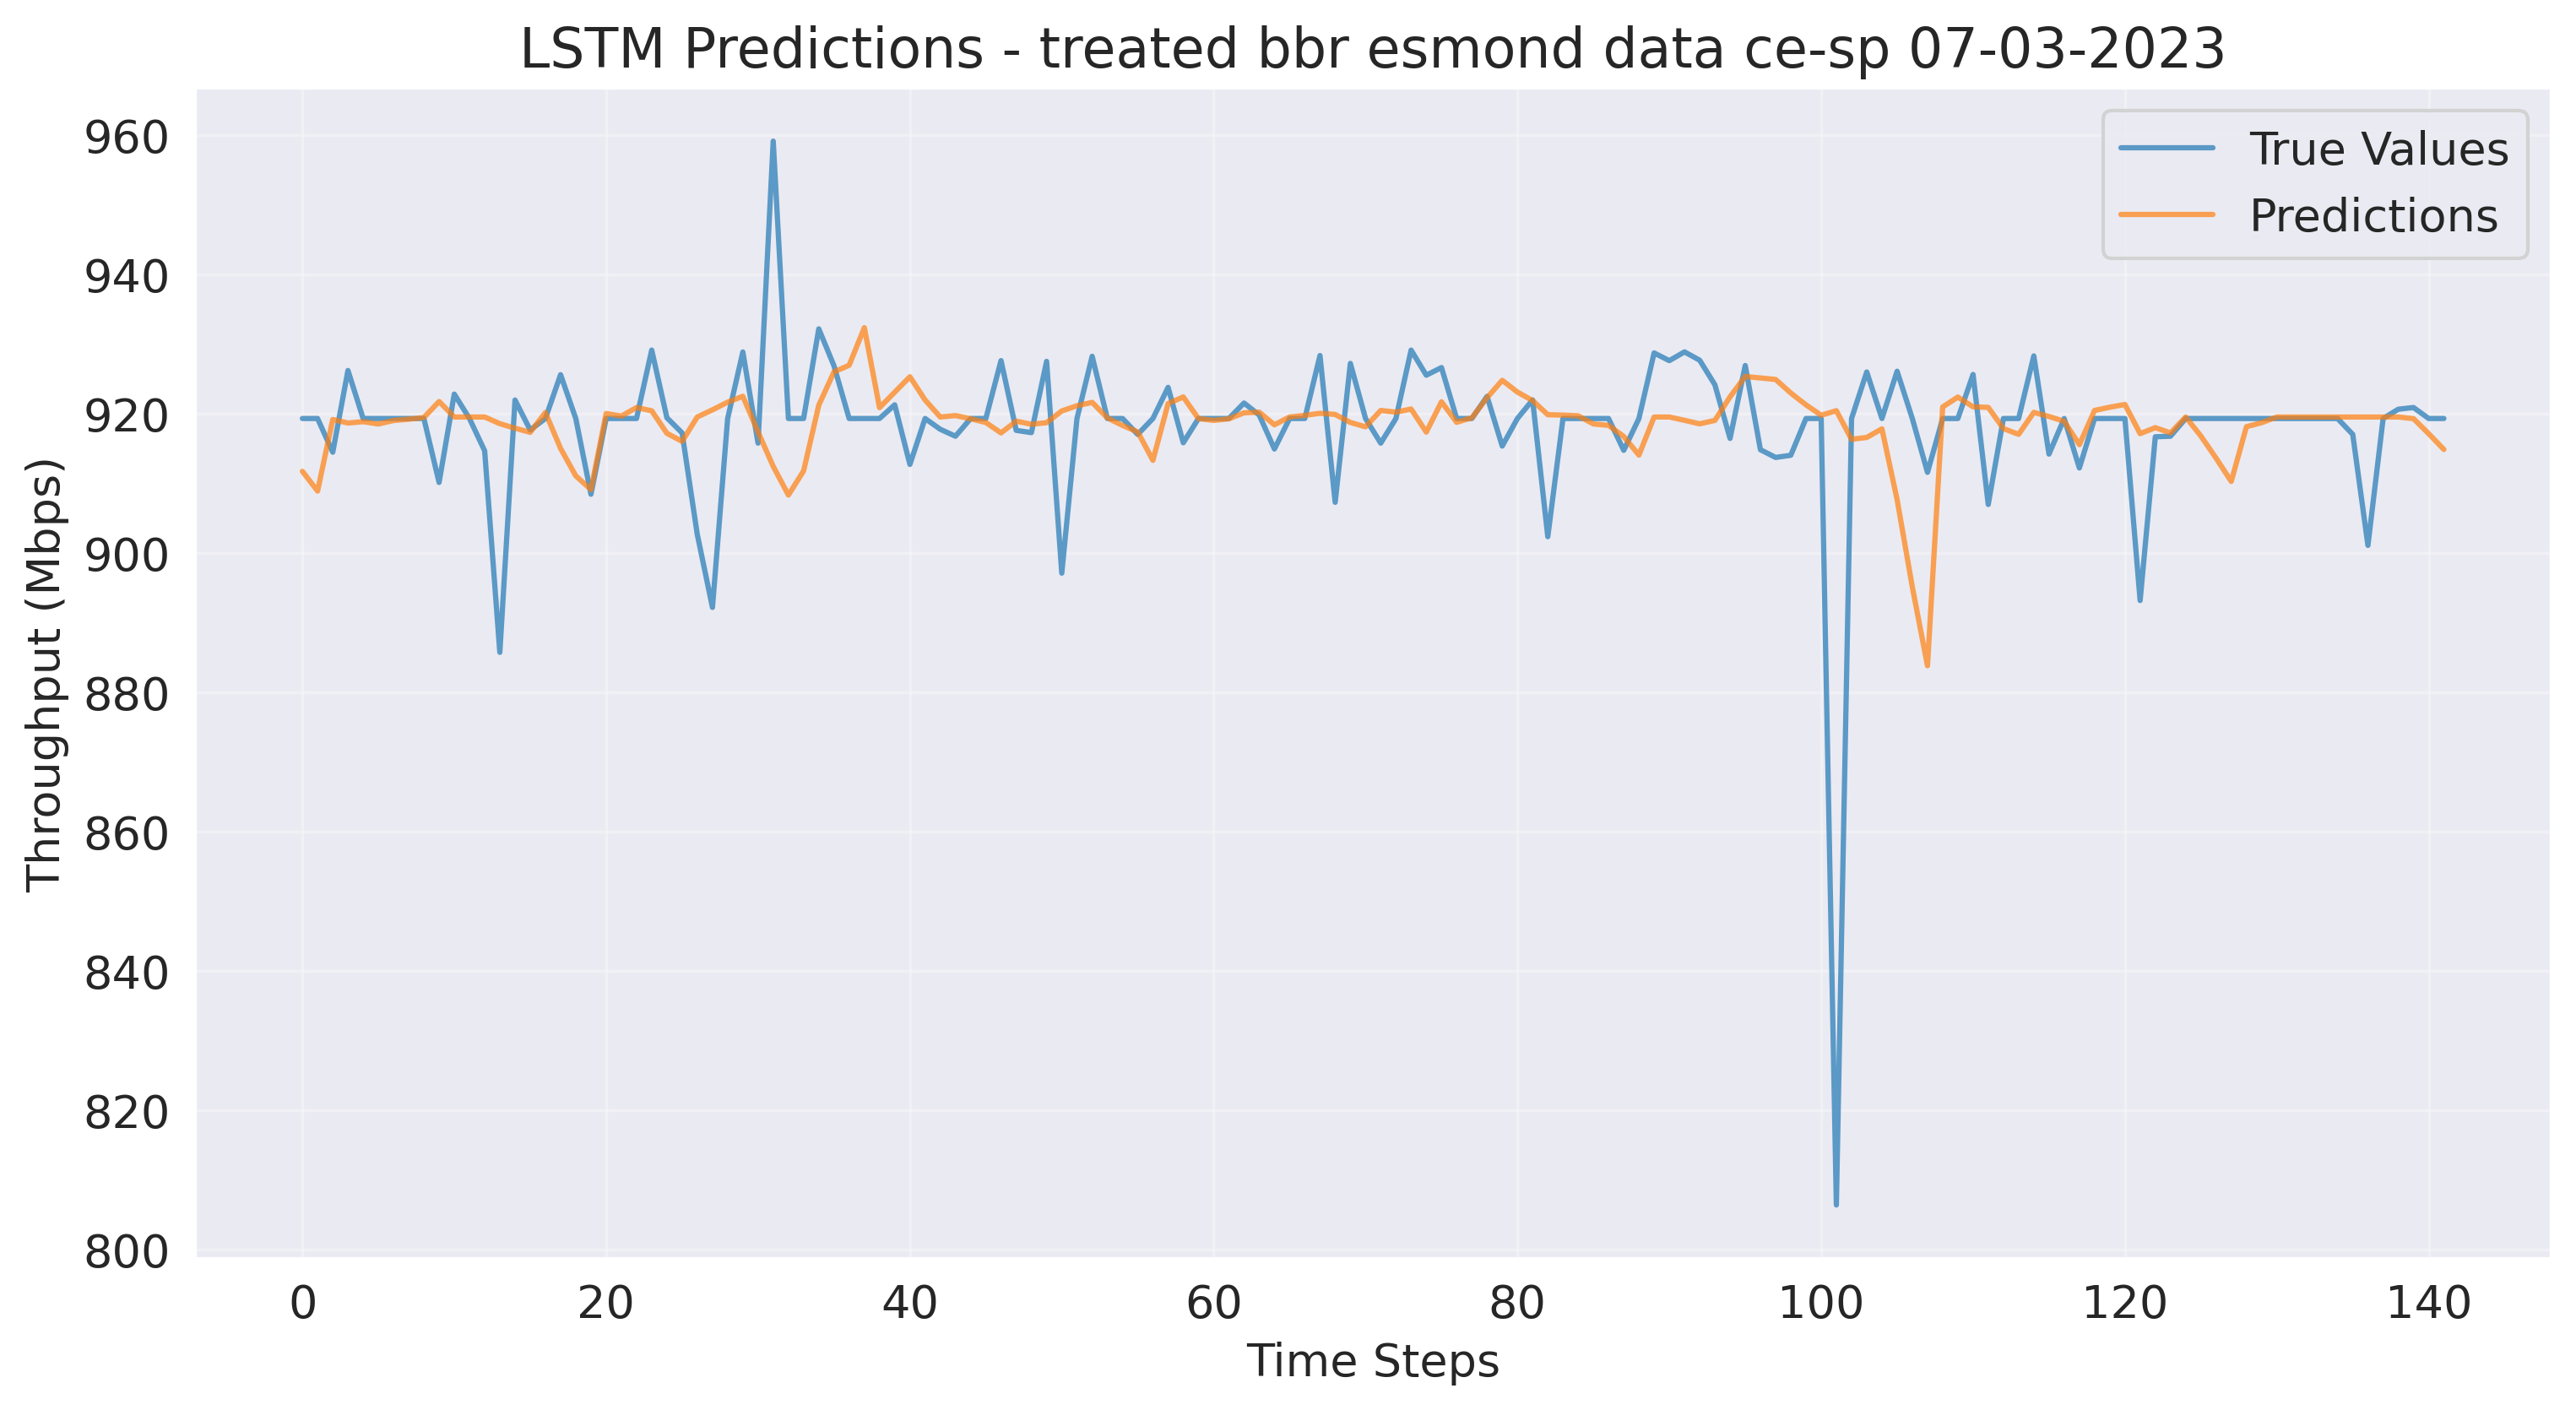 LSTM Predictions - treated bbr esmond data ce-sp 07-03-2023
True Values
Predictions
Throughput (Mbps)
960
940
920
900
880
860
840
820
800
0 20 40 60 80 100 120 140
Time Steps